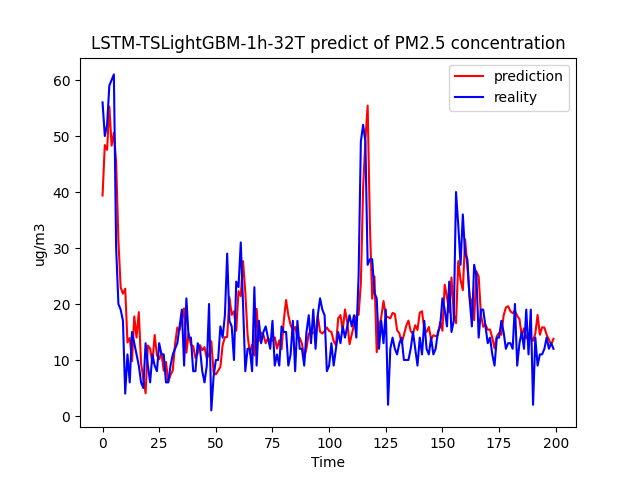 LSTM-TSLightGBM-1h-32T predict of PM2.5 concentration
prediction
reality
ug/m3
60
50
40
30
20
10
0
0 25 50 75 100 125 150 175 200
Time